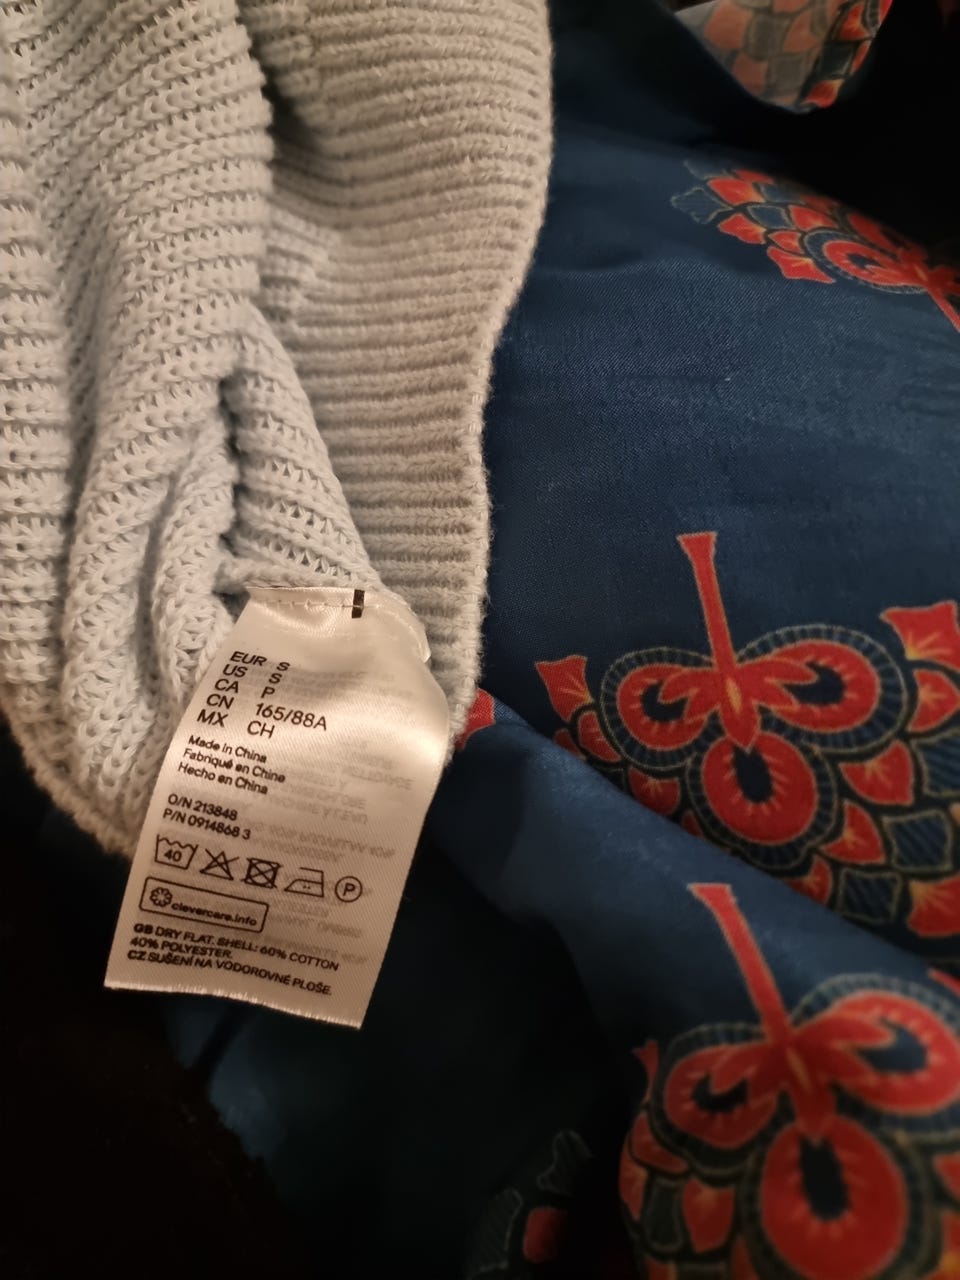 EUR S
US S
CA P
CN 165/88A
MX CH
Made in China
Fabriqué en Chine
Hecho en China
O/N 213848
P/N 0914868 3
40
P
clevercare.info
GB DRY FLAT. SHELL: 60% COTTON
40% POLYESTER.
CZ SUŠENÍ NA VODOROVNÉ PLOŠE.